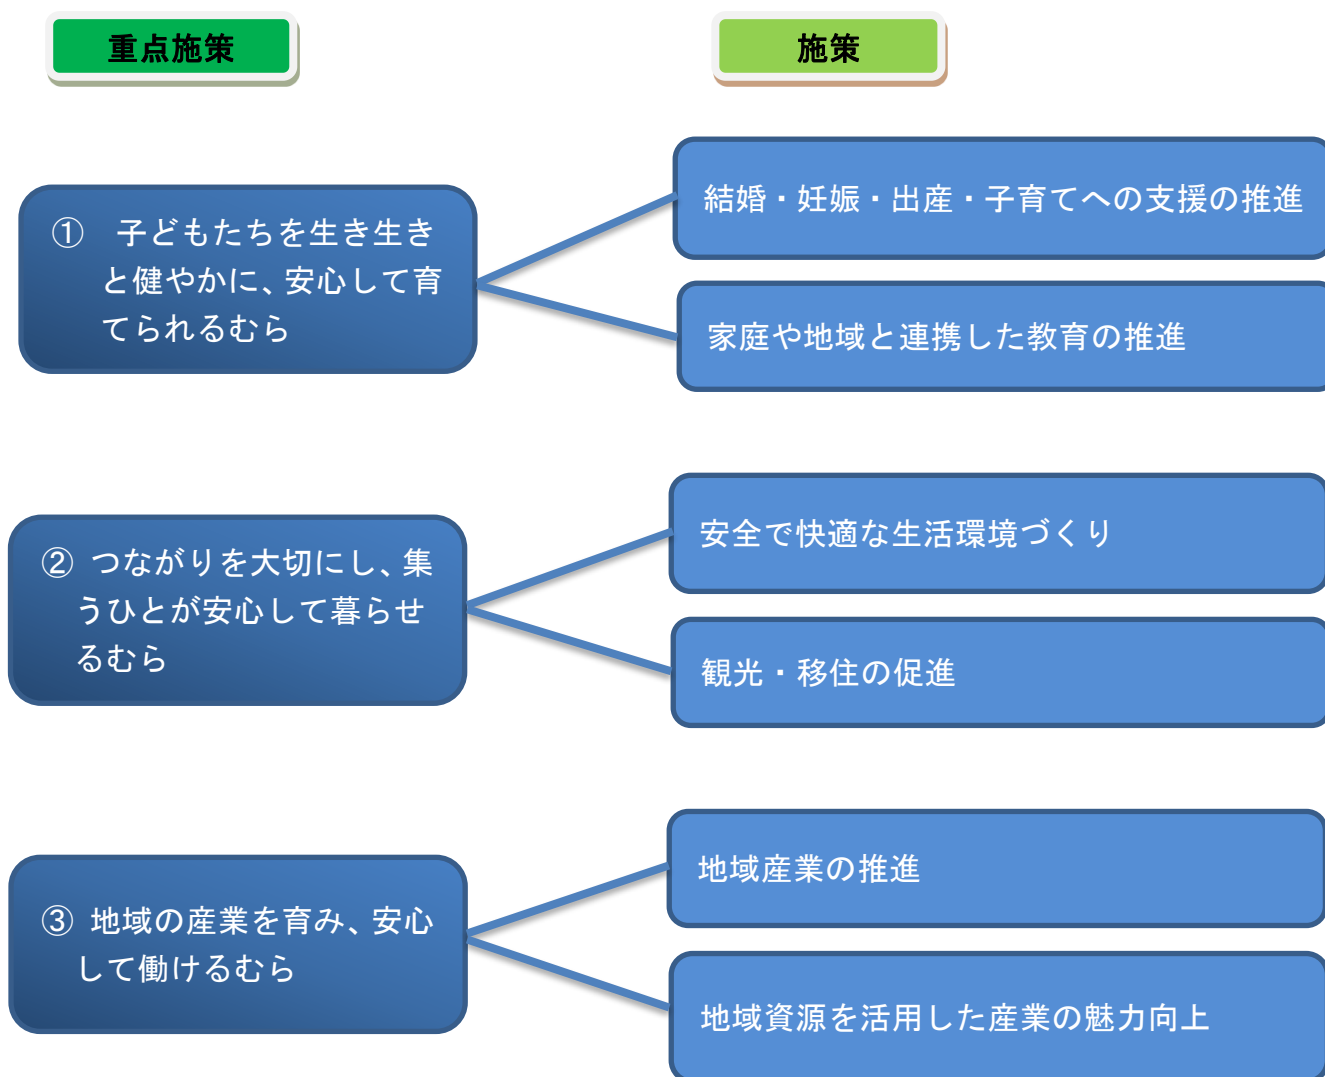 重点施策
施策
① 子どもたちを生き生き
と健やかに、安心して育
てられるむら
結婚・妊娠・出産・子育てへの支援の推進
家庭や地域と連携した教育の推進
② つながりを大切にし、集
うひとが安心して暮らせ
るむら
安全で快適な生活環境づくり
観光・移住の促進
③ 地域の産業を育み、安心
して働けるむら
地域産業の推進
地域資源を活用した産業の魅力向上